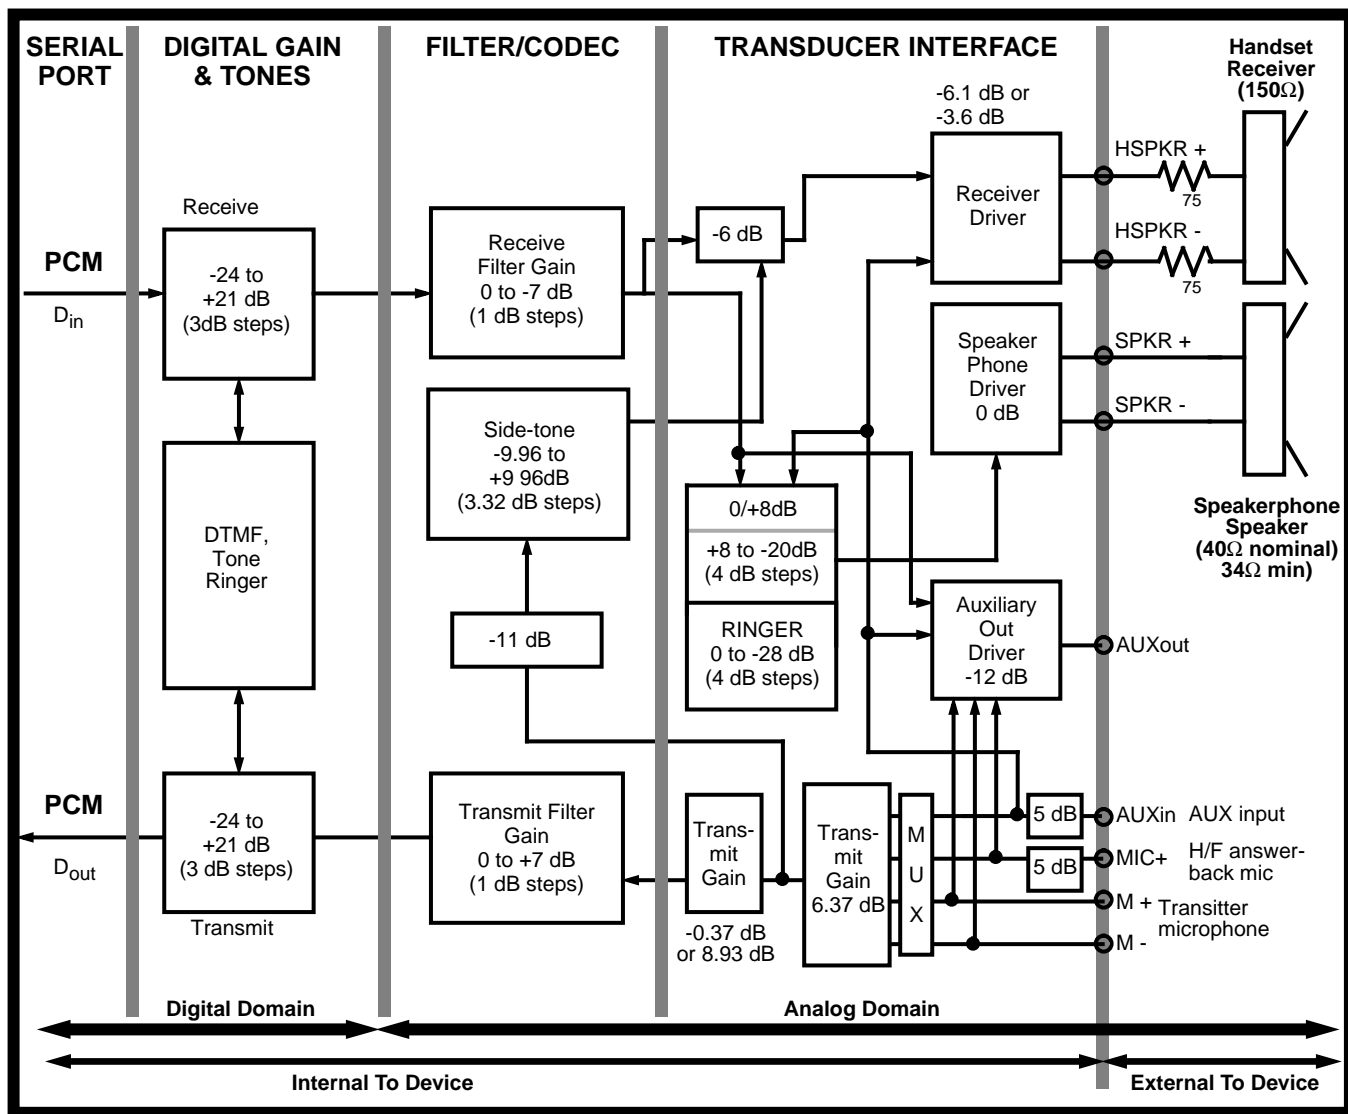 SERIAL
PORT
DIGITAL GAIN
& TONES
FILTER/CODEC
TRANSDUCER INTERFACE
Handset
Receiver
(150Ω)
-6.1 dB or
-3.6 dB
HSPKR +
75
Receiver
Driver
HSPKR -
75
Receive
PCM
Din
-24 to
+21 dB
(3dB steps)
Receive
Filter Gain
0 to -7 dB
(1 dB steps)
-6 dB
Speaker
Phone
Driver
0 dB
SPKR +
SPKR -
Side-tone
-9.96 to
+9 96dB
(3.32 dB steps)
0/+8dB
+8 to -20dB
(4 dB steps)
RINGER
0 to -28 dB
(4 dB steps)
Speakerphone
Speaker
(40Ω nominal)
34Ω min)
DTMF,
Tone
Ringer
-11 dB
Auxiliary
Out
Driver
-12 dB
AUXout
PCM
Dout
-24 to
+21 dB
(3 dB steps)
Transmit
Transmit Filter
Gain
0 to +7 dB
(1 dB steps)
Trans-
mit
Gain
-0.37 dB
or 8.93 dB
Trans-
mit
Gain
6.37 dB
M
U
X
5 dB
AUXin AUX input
5 dB
MIC+
H/F answer-
back mic
M +
M -
Transitter
microphone
Digital Domain
Analog Domain
Internal To Device
External To Device